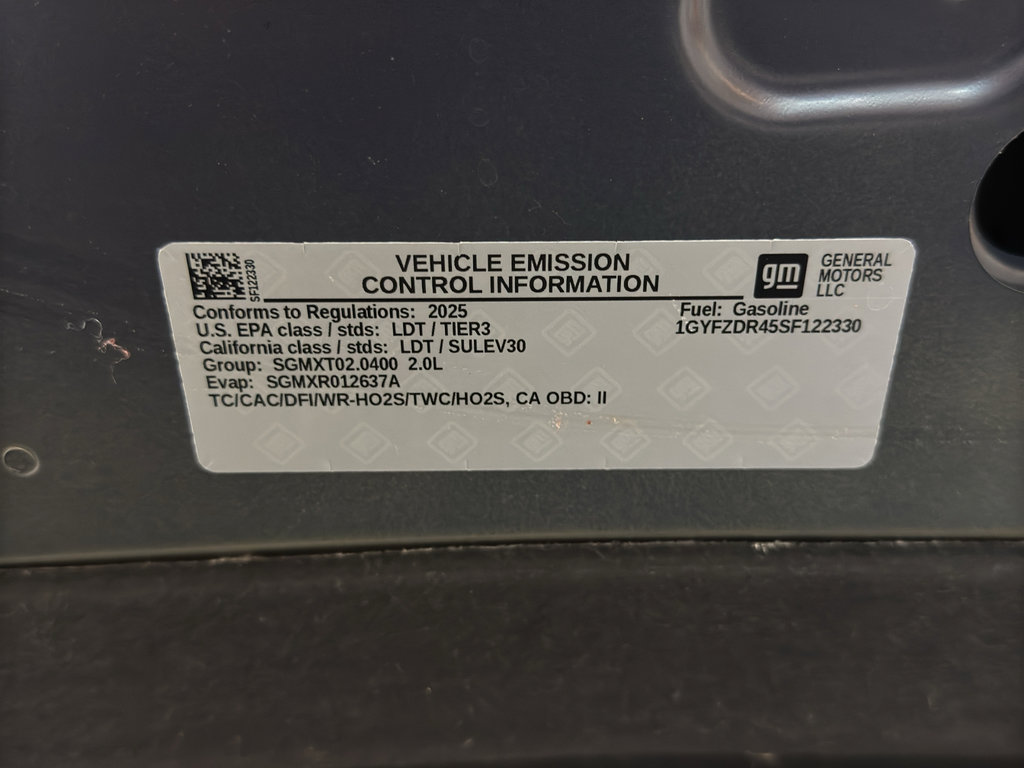 SF122330
VEHICLE EMISSION
CONTROL INFORMATION
gm
GENERAL
MOTORS
LLC
Conforms to Regulations: 2025
Fuel: Gasoline
U.S. EPA class / stds: LDT / TIER3
1GYFZDR45SF122330
California class / stds: LDT / SULEV30
Group: SGMXT02.0400 2.0L
Evap: SGMXR012637A
TC/CAC/DFI/WR-HO2S/TWC/HO2S, CA OBD: II